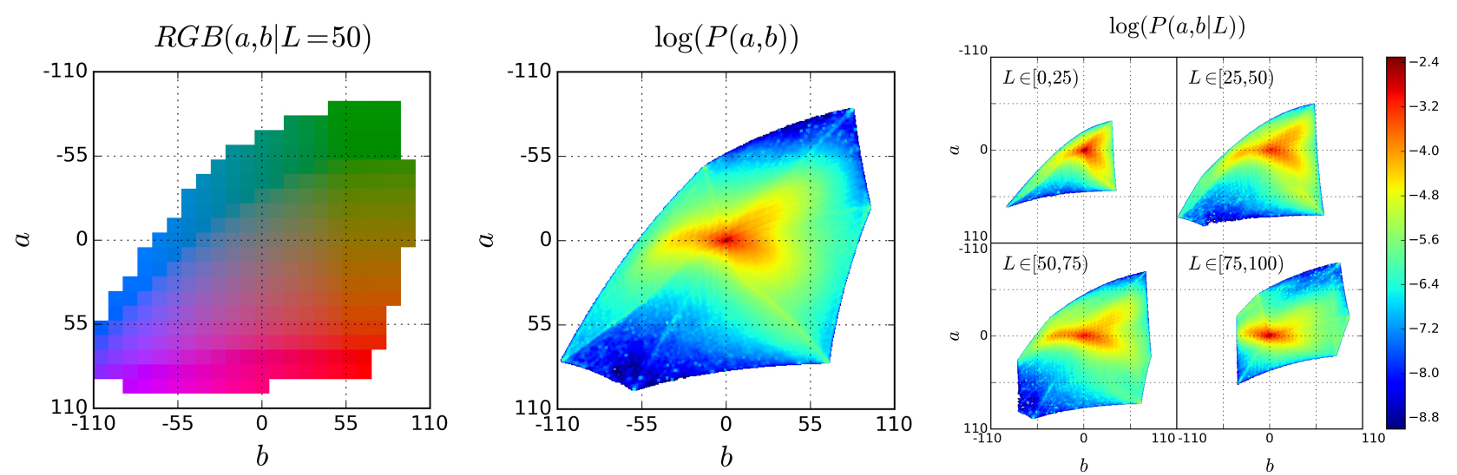 RGB(a,b|L=50)
-110
-55
0
55
110
a
-110
-55
0
55
110
b
log(P(a,b))
-110
-55
0
55
110
a
-110
-55
0
55
110
b
log(P(a,b|L))
-110
L∈[0,25)
L∈[25,50)
a
0
110
-110
L∈[50,75)
L∈[75,100)
a
0
110
-110
0
110
-110
0
110
b
b
−2.4
−3.2
−4.0
−4.8
−5.6
−6.4
−7.2
−8.0
−8.8